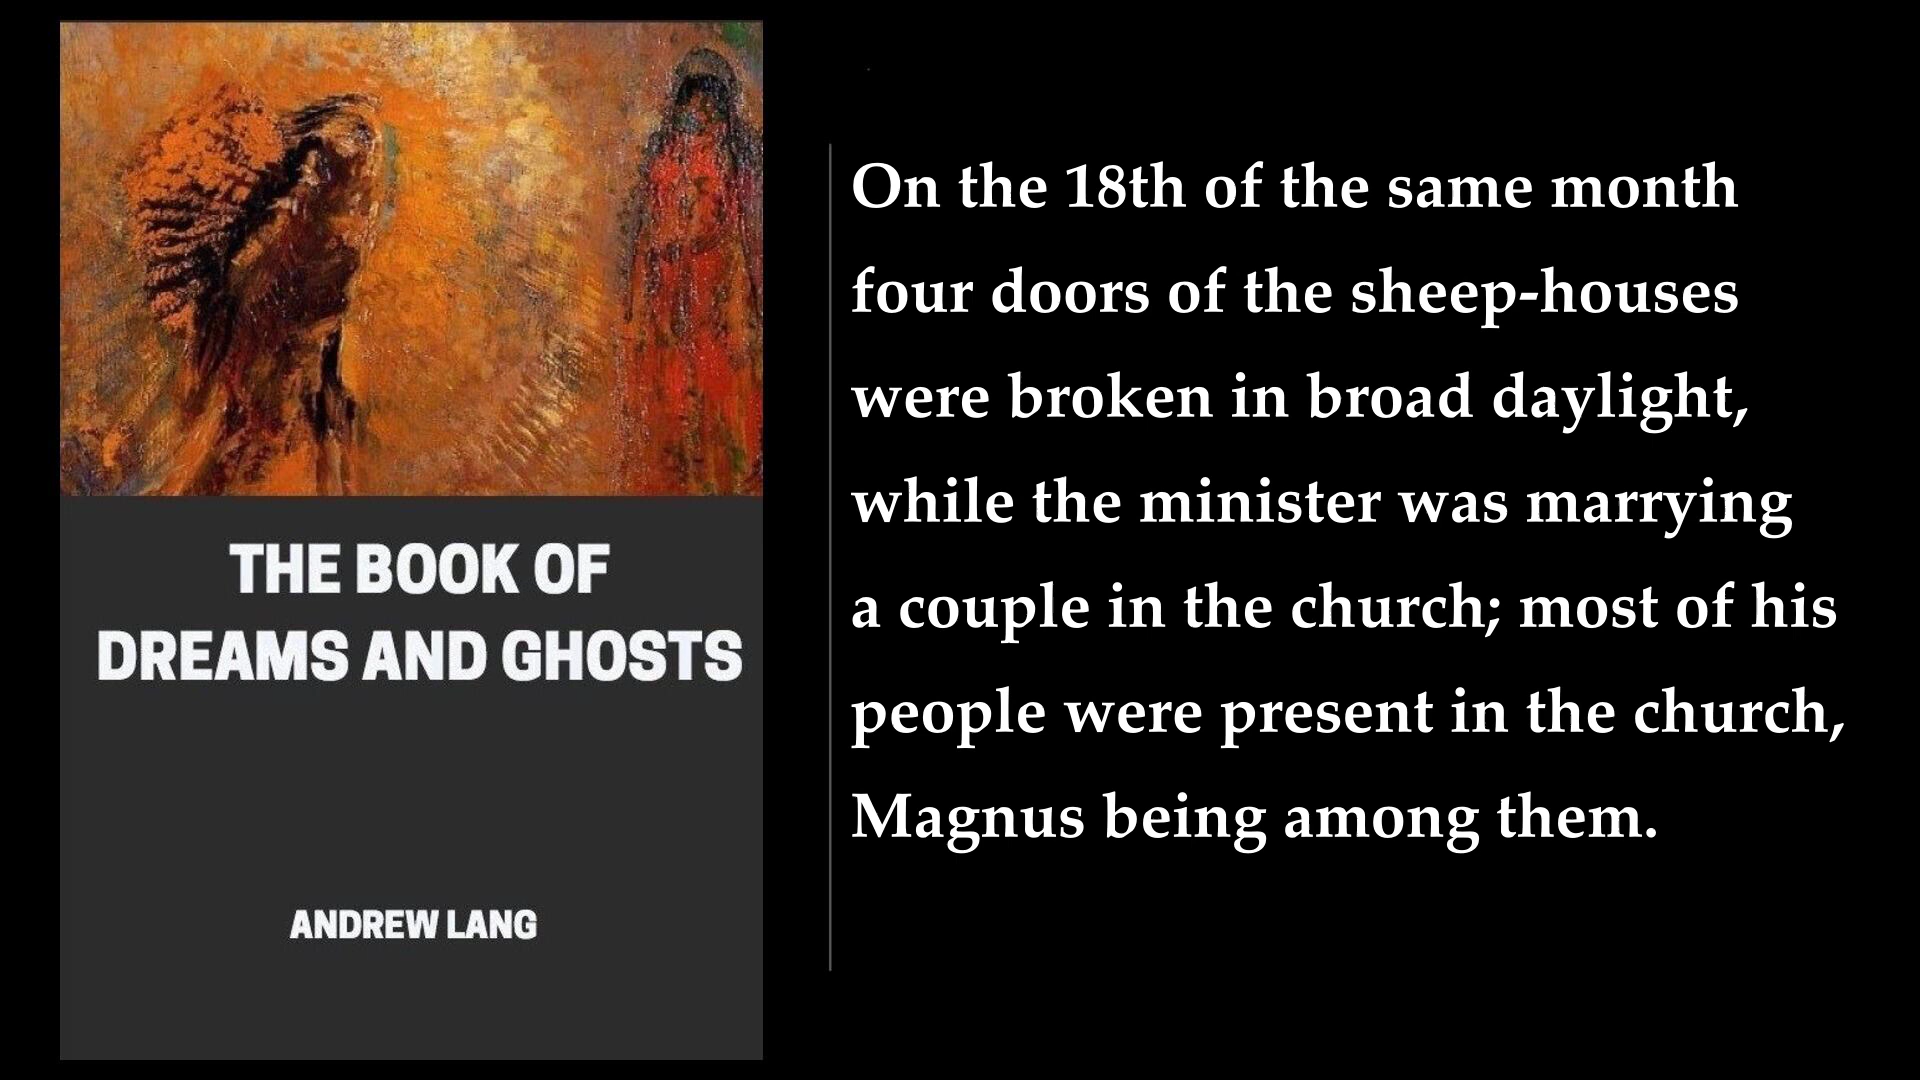 THE BOOK OF
DREAMS AND GHOSTS
ANDREW LANG
On the 18th of the same month
four doors of the sheep-houses
were broken in broad daylight,
while the minister was marrying
a couple in the church; most of his
people were present in the church,
Magnus being among them.